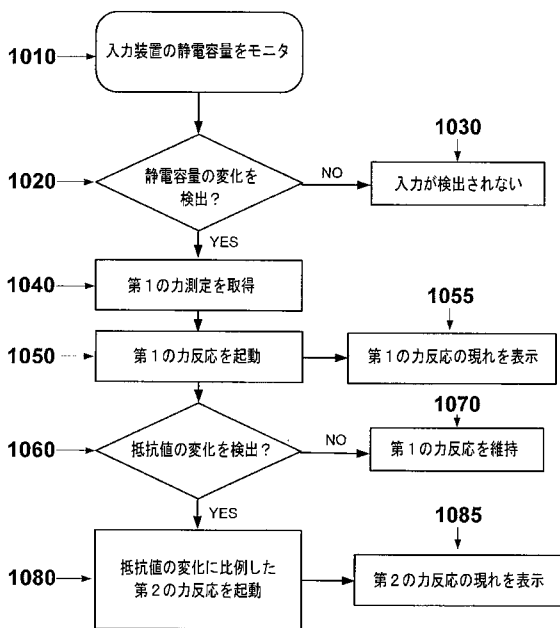 1010
入力装置の静電容量をモニタ
1020
静電容量の変化を
検出?
NO
1030
入力が検出されない
YES
1040
第1の力測定を取得
1050
第1の力反応を起動
1055
第1の力反応の現れを表示
1060
抵抗値の変化を検出?
NO
1070
第1の力反応を維持
YES
1080
抵抗値の変化に比例した
第2の力反応を起動
1085
第2の力反応の現れを表示